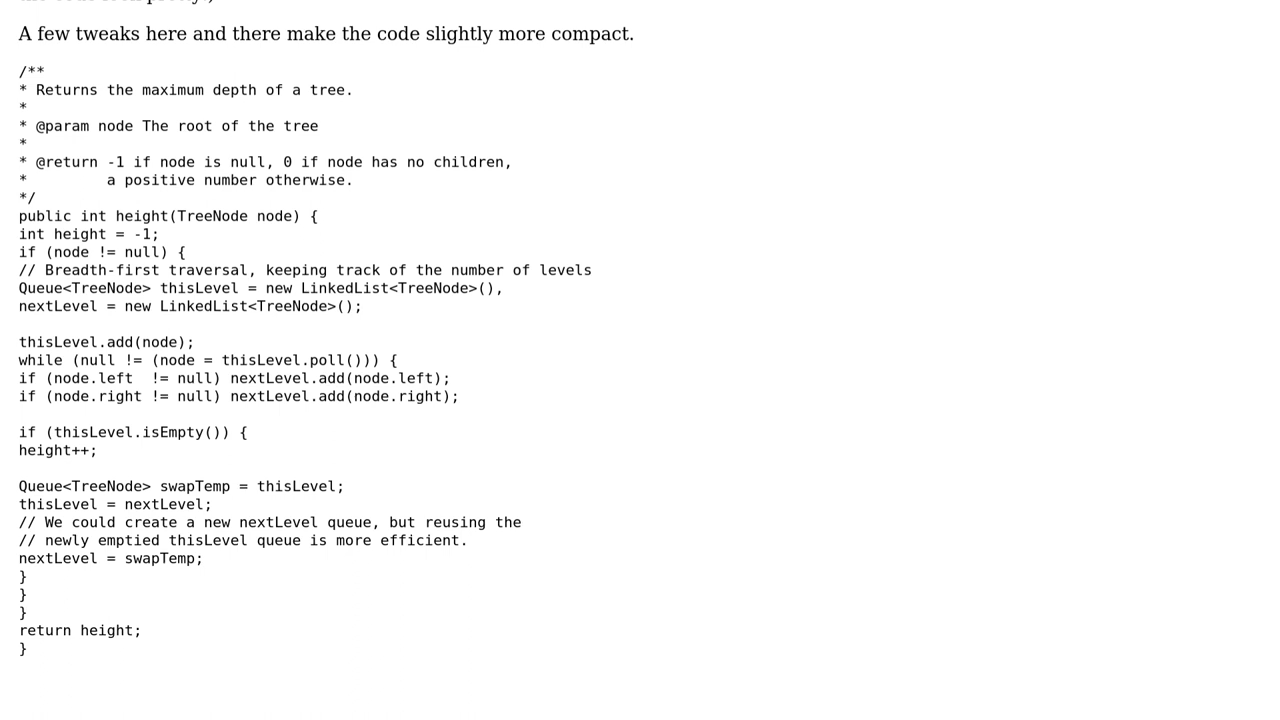 A few tweaks here and there make the code slightly more compact.
/**
* Returns the maximum depth of a tree.
*
* @param node The root of the tree
*
* @return -1 if node is null, 0 if node has no children,
*         a positive number otherwise.
*/
public int height(TreeNode node) {
int height = -1;
if (node != null) {
// Breadth-first traversal, keeping track of the number of levels
Queue<TreeNode> thisLevel = new LinkedList<TreeNode>(),
nextLevel = new LinkedList<TreeNode>();

thisLevel.add(node);
while (null != (node = thisLevel.poll())) {
if (node.left  != null) nextLevel.add(node.left);
if (node.right != null) nextLevel.add(node.right);

if (thisLevel.isEmpty()) {
height++;

Queue<TreeNode> swapTemp = thisLevel;
thisLevel = nextLevel;
// We could create a new nextLevel queue, but reusing the
// newly emptied thisLevel queue is more efficient.
nextLevel = swapTemp;
}
}
}
return height;
}